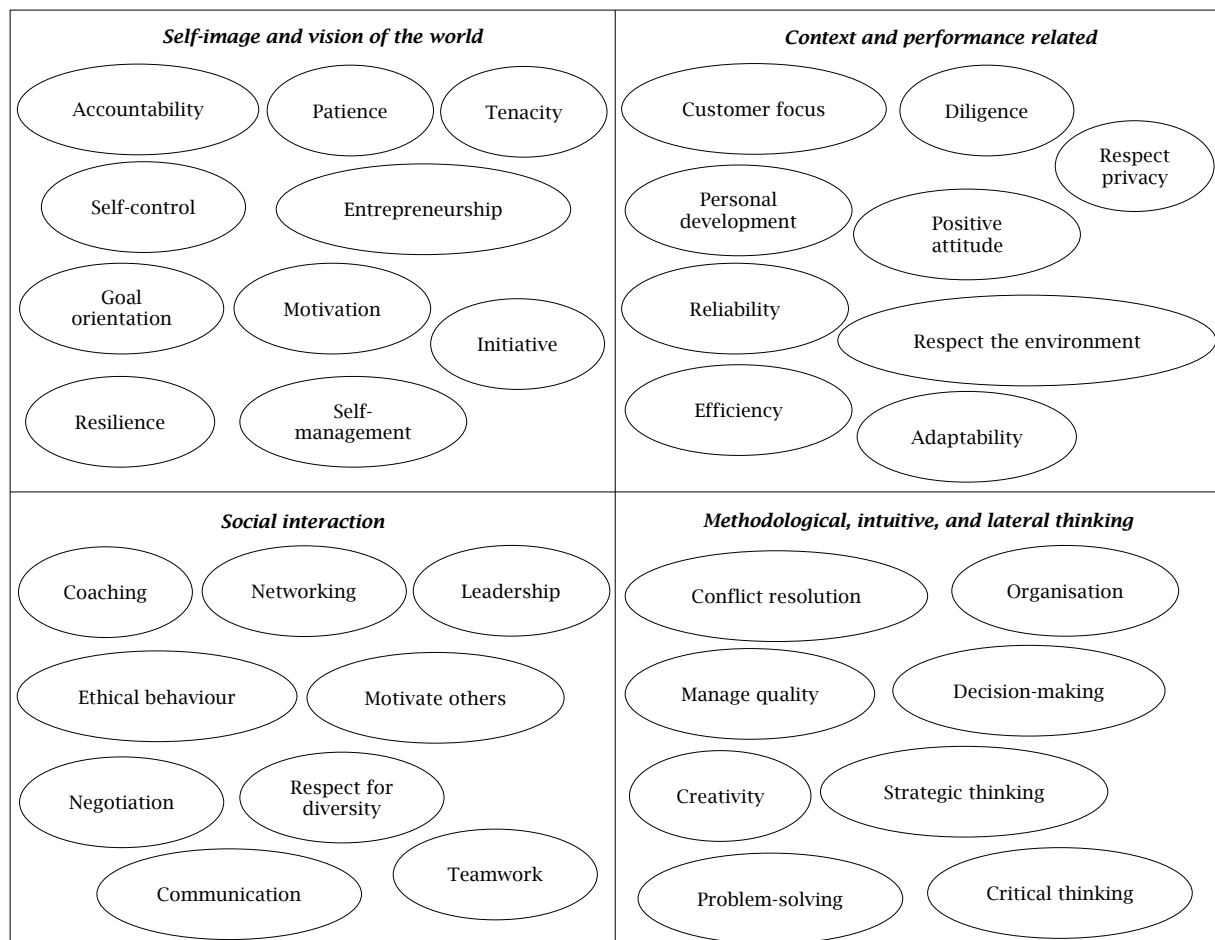 Self-image and vision of the world
Accountability
Patience
Tenacity
Self-control
Entrepreneurship
Goal
orientation
Motivation
Initiative
Resilience
Self-
management
Context and performance related
Customer focus
Diligence
Respect
privacy
Personal
development
Positive
attitude
Reliability
Respect the environment
Efficiency
Adaptability
Social interaction
Coaching
Networking
Leadership
Ethical behaviour
Motivate others
Negotiation
Respect for
diversity
Communication
Teamwork
Methodological, intuitive, and lateral thinking
Conflict resolution
Organisation
Manage quality
Decision-making
Creativity
Strategic thinking
Problem-solving
Critical thinking